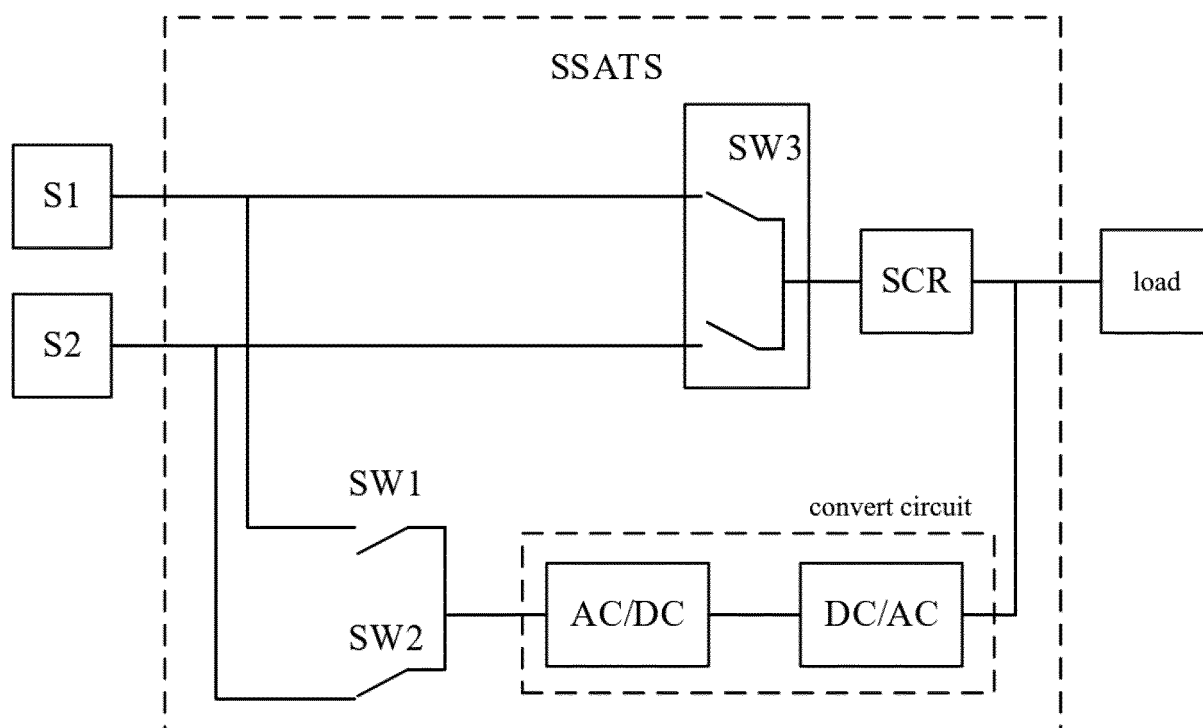 SSATS
SW3
S1
SCR
load
S2
SW1
convert circuit
AC/DC
DC/AC
SW2